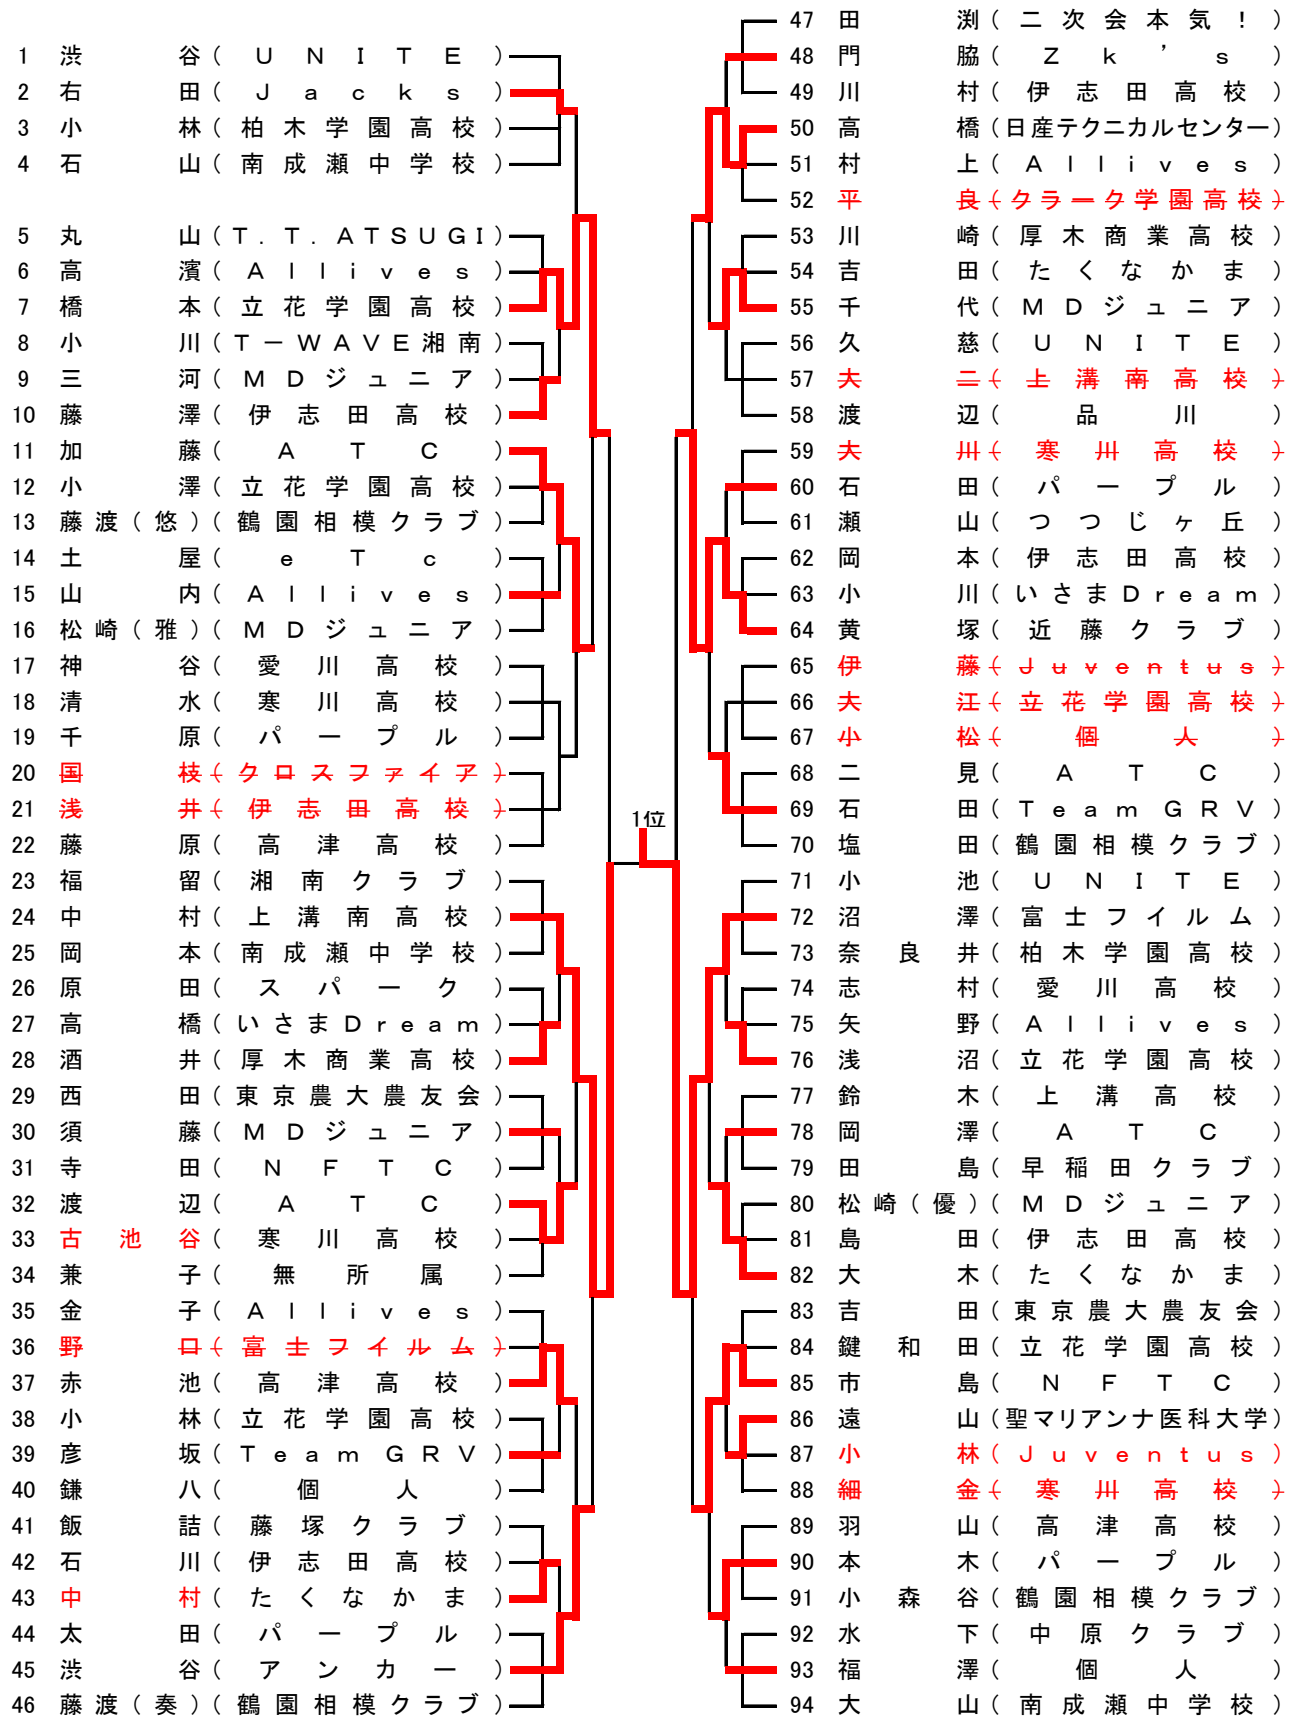 1 渋谷(UNITE)
2 右田(Jacks)
3 小林(柏木学園高校)
4 石山(南成瀬中学校)
5 丸山(T.T.ATSUGI)
6 高濱(Allives)
7 橋本(立花学園高校)
8 小川(T-WAVE湘南)
9 三河(MDジュニア)
10 藤澤(伊志田高校)
11 加藤(ATC)
12 小澤(立花学園高校)
13 藤渡(悠)(鶴園相模クラブ)
14 土屋(eTc)
15 山内(Allives)
16 松崎(雅)(MDジュニア)
17 神谷(愛川高校)
18 清水(寒川高校)
19 千原(パープル)
20 国枝(クロスファイア)
21 浅井(伊志田高校)
22 藤原(高津高校)
23 福留(湘南クラブ)
24 中村(上溝南高校)
25 岡本(南成瀬中学校)
26 原田(スパーク)
27 高橋(いさまDream)
28 酒井(厚木商業高校)
29 西田(東京農大農友会)
30 須藤(MDジュニア)
31 寺田(NFTC)
32 渡辺(ATC)
33 古池谷(寒川高校)
34 兼子(無所属)
35 金子(Allives)
36 野口(富士フイルム)
37 赤池(高津高校)
38 小林(立花学園高校)
39 彦坂(Team GRV)
40 鎌八(個人)
41 飯詰(藤塚クラブ)
42 石川(伊志田高校)
43 中村(たくなかま)
44 太田(パープル)
45 渋谷(アンカー)
46 藤渡(奏)(鶴園相模クラブ)
1位
47 田渕(二次会本気!)
48 門脇(Zk's)
49 川村(伊志田高校)
50 高橋(日産テクニカルセンター)
51 村上(Allives)
52 平良(クラーク学園高校)
53 川崎(厚木商業高校)
54 吉田(たくなかま)
55 千代(MDジュニア)
56 久慈(UNITE)
57 大二(上溝南高校)
58 渡辺(品川)
59 大川(寒川高校)
60 石田(パープル)
61 瀬山(つつじヶ丘)
62 岡本(伊志田高校)
63 小川(いさまDream)
64 黄塚(近藤クラブ)
65 伊藤(Juventus)
66 大江(立花学園高校)
67 小松(個人)
68 二見(ATC)
69 石田(Team GRV)
70 塩田(鶴園相模クラブ)
71 小池(UNITE)
72 沼澤(富士フイルム)
73 奈良井(柏木学園高校)
74 志村(愛川高校)
75 矢野(Allives)
76 浅沼(立花学園高校)
77 鈴木(上溝高校)
78 岡澤(ATC)
79 田島(早稲田クラブ)
80 松崎(優)(MDジュニア)
81 島田(伊志田高校)
82 大木(たくなかま)
83 吉田(東京農大農友会)
84 鍵和田(立花学園高校)
85 市島(NFTC)
86 遠山(聖マリアンナ医科大学)
87 小林(Juventus)
88 細金(寒川高校)
89 羽山(高津高校)
90 本木(パープル)
91 小森谷(鶴園相模クラブ)
92 水下(中原クラブ)
93 福澤(個人)
94 大山(南成瀬中学校)